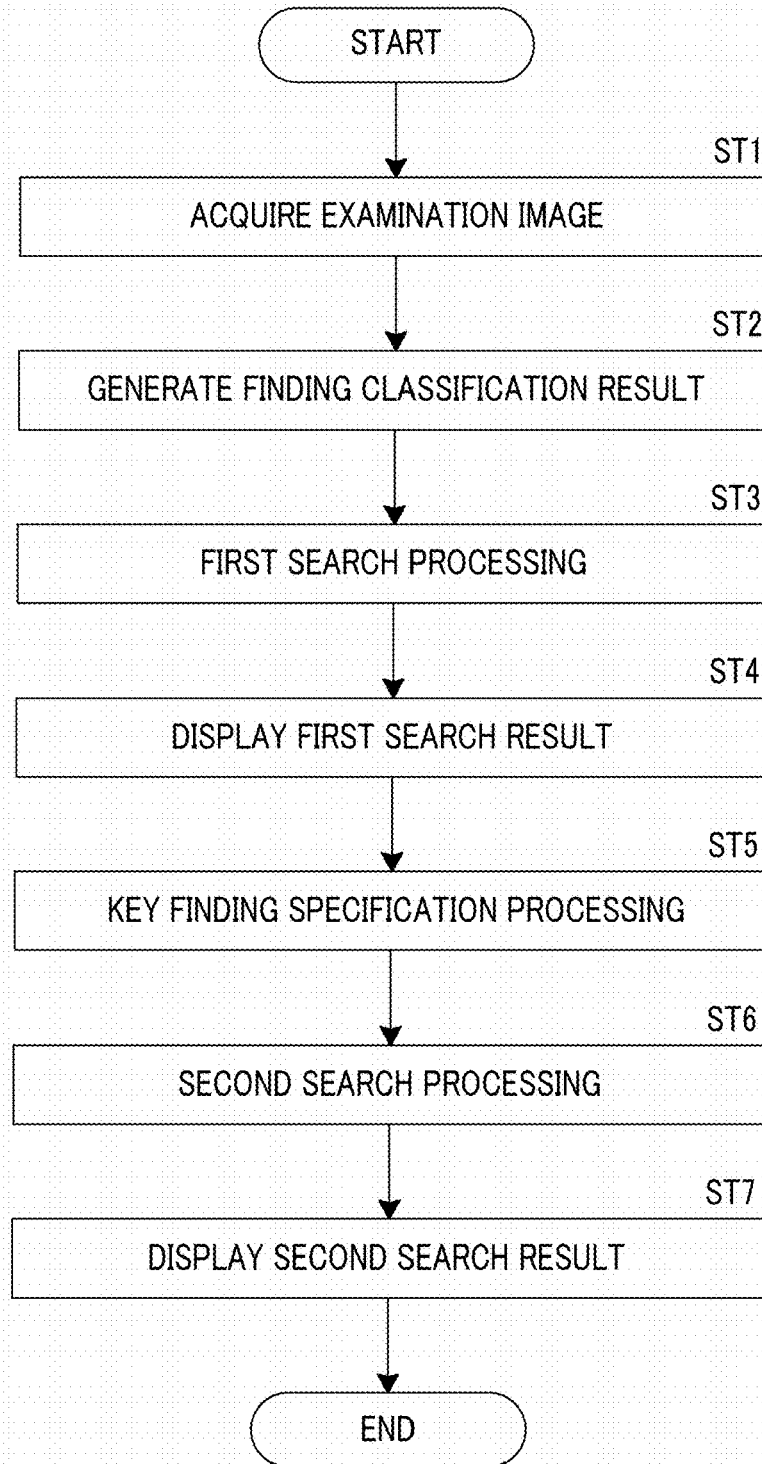 START
ST1
ACQUIRE EXAMINATION IMAGE
ST2
GENERATE FINDING CLASSIFICATION RESULT
ST3
FIRST SEARCH PROCESSING
ST4
DISPLAY FIRST SEARCH RESULT
ST5
KEY FINDING SPECIFICATION PROCESSING
ST6
SECOND SEARCH PROCESSING
ST7
DISPLAY SECOND SEARCH RESULT
END